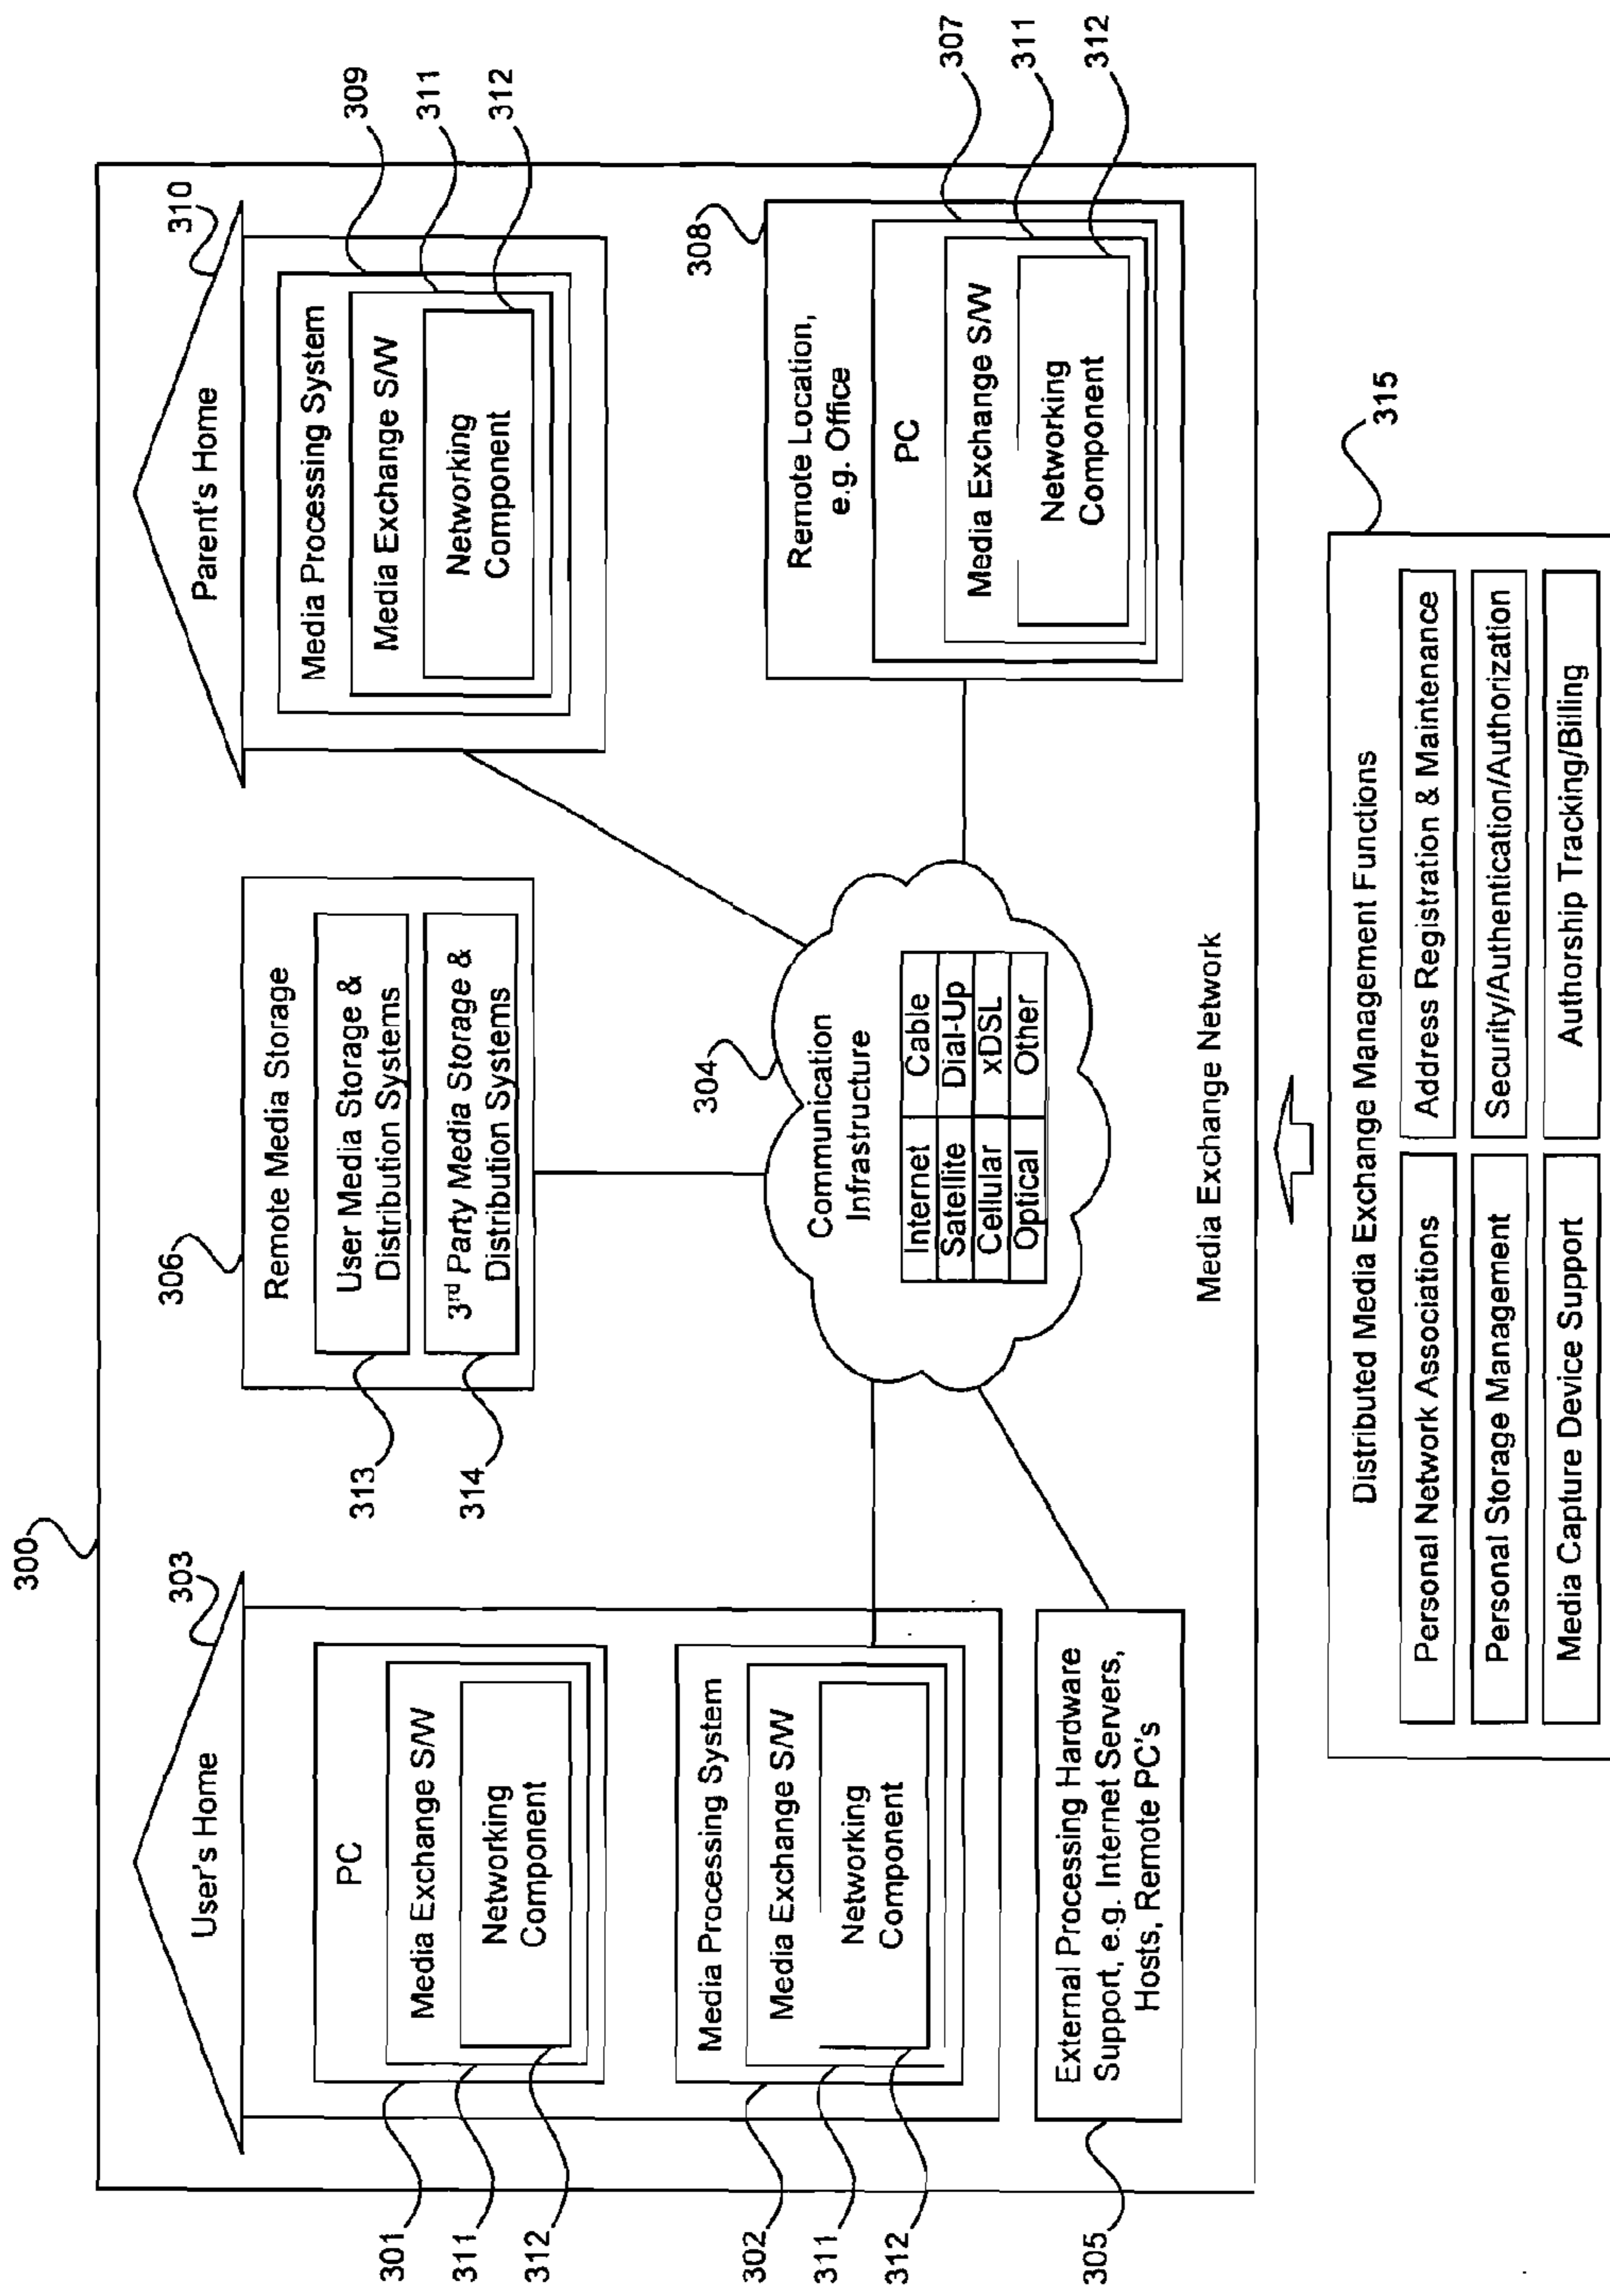 300
User's Home
303
PC
Media Exchange S/W
Networking
Component
301
311
312
Media Processing System
Media Exchange S/W
Networking
Component
302
311
312
External Processing Hardware
Support, e.g. Internet Servers,
Hosts, Remote PC's
305
306
Remote Media Storage
User Media Storage &
Distribution Systems
3rd Party Media Storage &
Distribution Systems
313
314
Parent's Home
310
309
311
312
Media Processing System
Media Exchange S/W
Networking
Component
304
Communication
Infrastructure
Internet Cable
Satellite Dial-Up
Cellular xDSL
Optical Other
308
Remote Location,
e.g. Office
PC
Media Exchange S/W
Networking
Component
307
311
312
Media Exchange Network
315
Distributed Media Exchange Management Functions
Personal Network Associations
Address Registration & Maintenance
Personal Storage Management
Security/Authentication/Authorization
Media Capture Device Support
Authorship Tracking/Billing